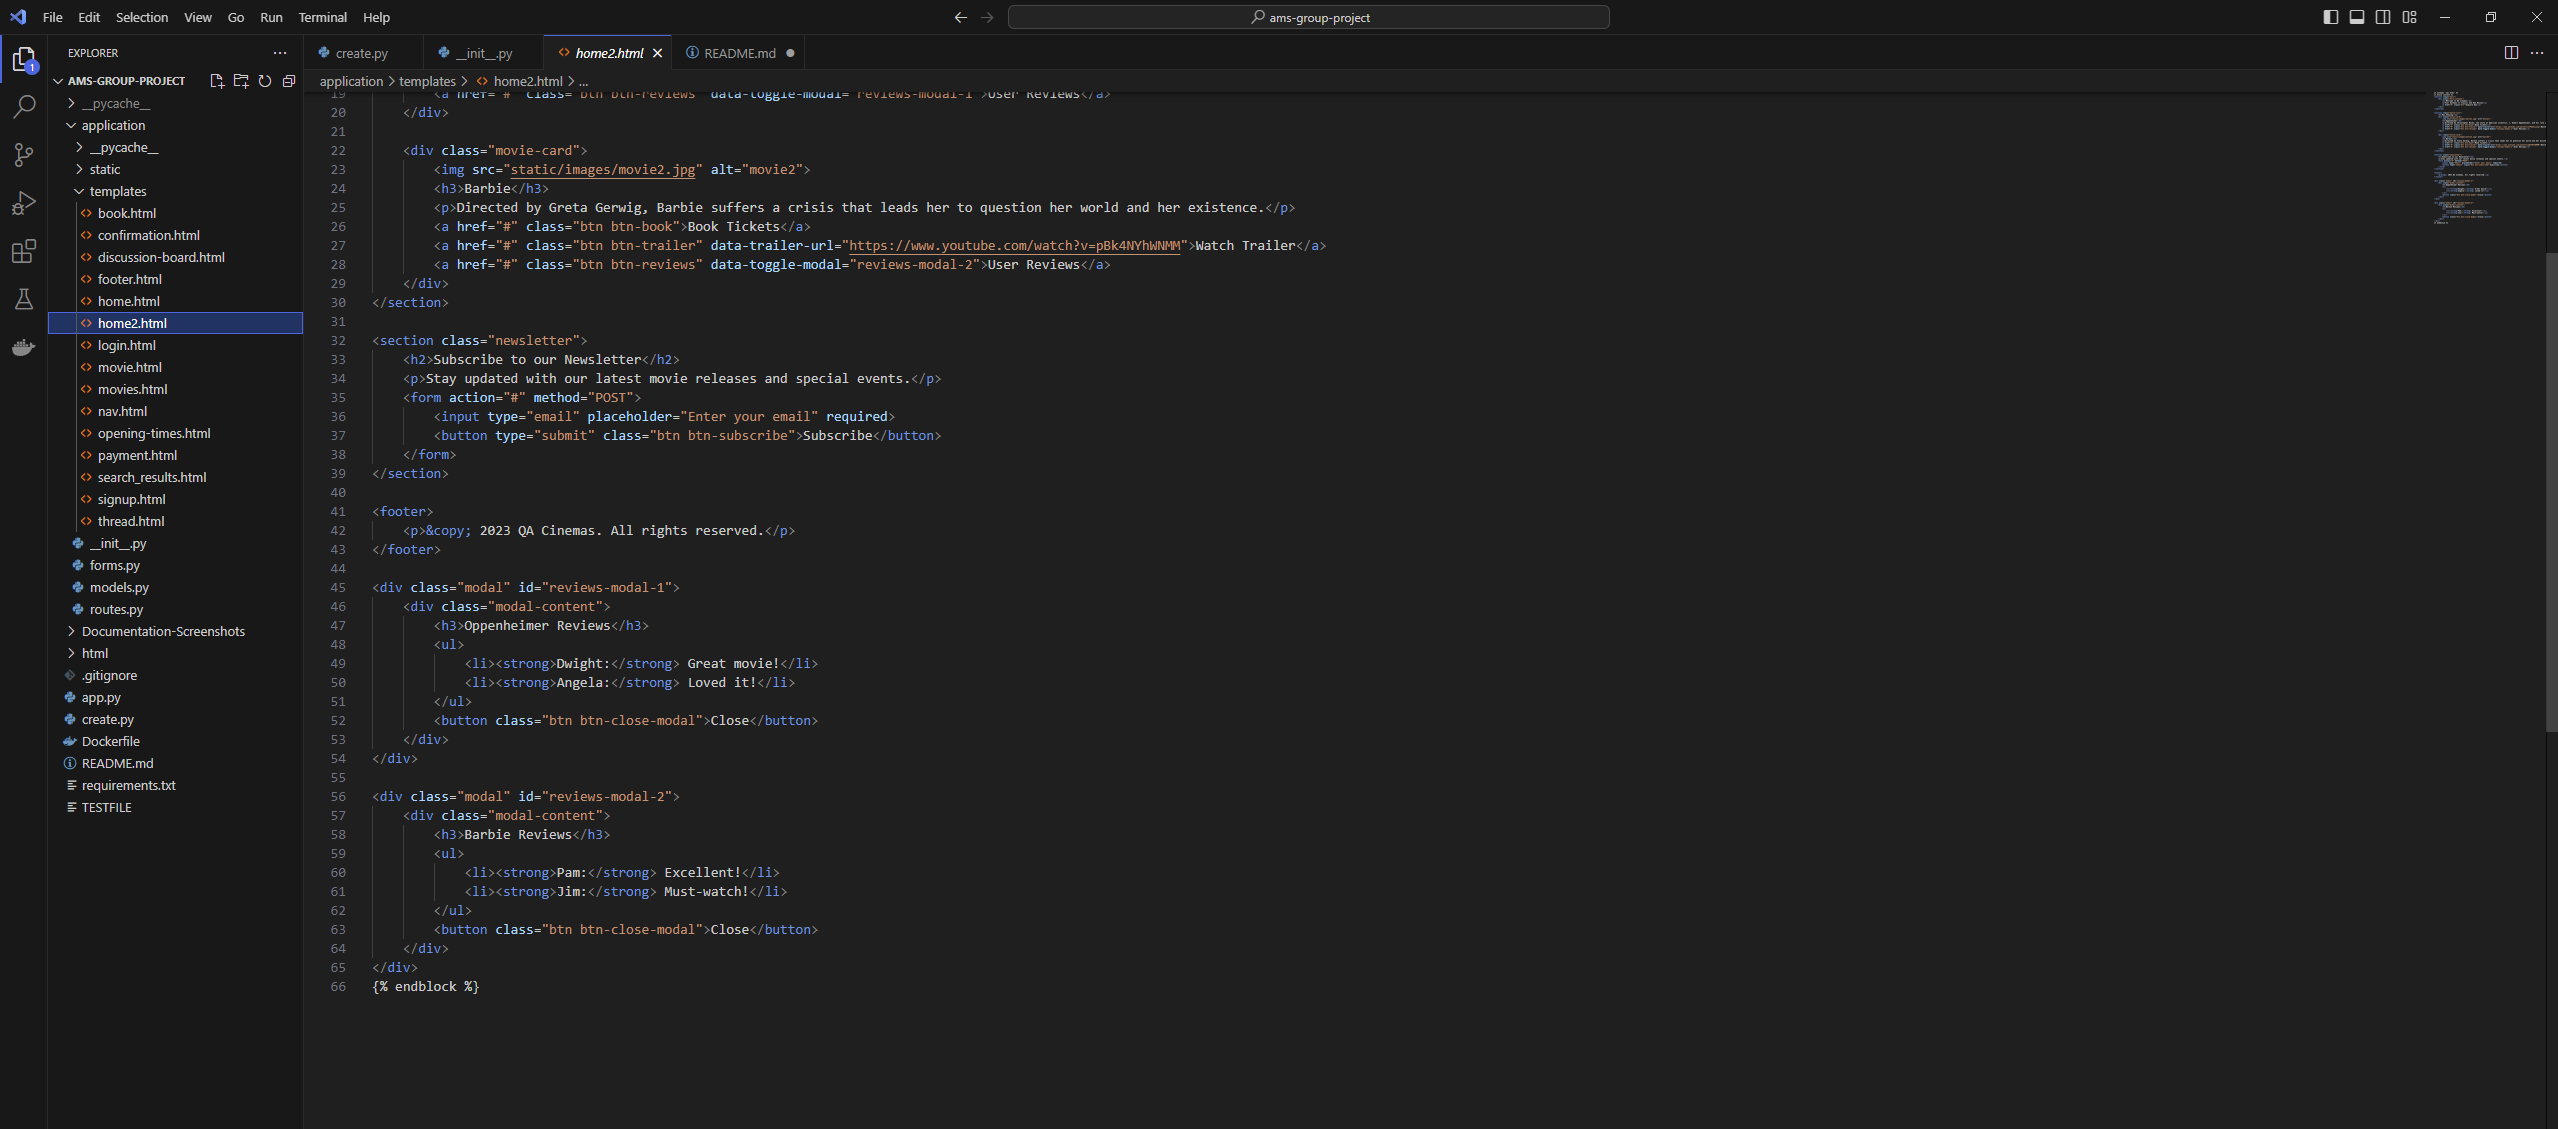 File Edit Selection View Go Run Terminal Help
ams-group-project
EXPLORER
AMS-GROUP-PROJECT
__pycache__
application
__pycache__
static
templates
book.html
confirmation.html
discussion-board.html
footer.html
home.html
home2.html
login.html
movie.html
movies.html
nav.html
opening-times.html
payment.html
search_results.html
signup.html
thread.html
__init__.py
forms.py
models.py
routes.py
Documentation-Screenshots
html
.gitignore
app.py
create.py
Dockerfile
README.md
requirements.txt
TESTFILE
1
create.py __init__.py home2.html README.md
application > templates > home2.html > ...
19 <a href="#" class="btn btn-reviews" data-toggle-modal="reviews-modal-1">User Reviews</a>
20 </div>
21
22 <div class="movie-card">
23 <img src="static/images/movie2.jpg" alt="movie2">
24 <h3>Barbie</h3>
25 <p>Directed by Greta Gerwig, Barbie suffers a crisis that leads her to question her world and her existence.</p>
26 <a href="#" class="btn btn-book">Book Tickets</a>
27 <a href="#" class="btn btn-trailer" data-trailer-url="https://www.youtube.com/watch?v=pBk4NYhWNMM">Watch Trailer</a>
28 <a href="#" class="btn btn-reviews" data-toggle-modal="reviews-modal-2">User Reviews</a>
29 </div>
30 </section>
31
32 <section class="newsletter">
33 <h2>Subscribe to our Newsletter</h2>
34 <p>Stay updated with our latest movie releases and special events.</p>
35 <form action="#" method="POST">
36 <input type="email" placeholder="Enter your email" required>
37 <button type="submit" class="btn btn-subscribe">Subscribe</button>
38 </form>
39 </section>
40
41 <footer>
42 <p>&copy; 2023 QA Cinemas. All rights reserved.</p>
43 </footer>
44
45 <div class="modal" id="reviews-modal-1">
46 <div class="modal-content">
47 <h3>Oppenheimer Reviews</h3>
48 <ul>
49 <li><strong>Dwight:</strong> Great movie!</li>
50 <li><strong>Angela:</strong> Loved it!</li>
51 </ul>
52 <button class="btn btn-close-modal">Close</button>
53 </div>
54 </div>
55
56 <div class="modal" id="reviews-modal-2">
57 <div class="modal-content">
58 <h3>Barbie Reviews</h3>
59 <ul>
60 <li><strong>Pam:</strong> Excellent!</li>
61 <li><strong>Jim:</strong> Must-watch!</li>
62 </ul>
63 <button class="btn btn-close-modal">Close</button>
64 </div>
65 </div>
66 {% endblock %}